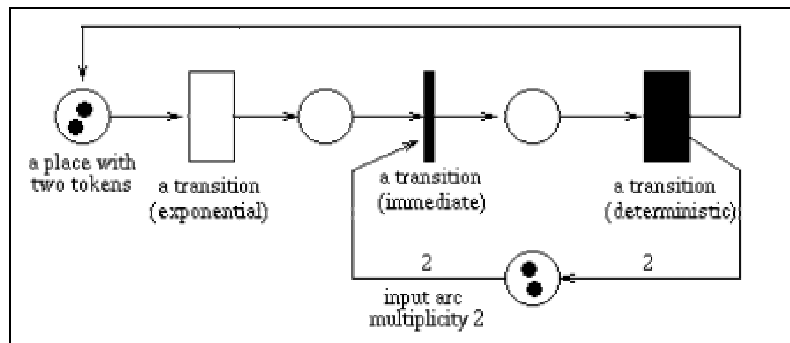 a place with
two tokens
a transition
(exponential)
a transition
(immediate)
a transition
(deterministic)
2
2
input arc
multiplicity 2